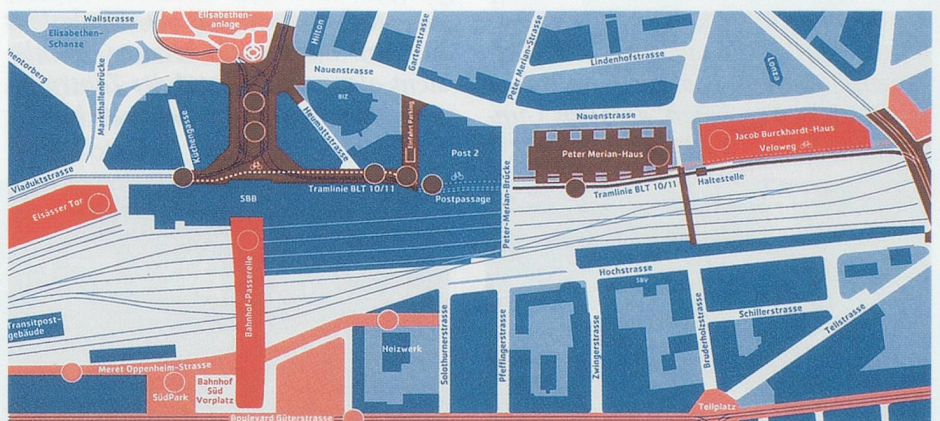 Wallstrasse
Elisabethen-
anlage
Elisabethen-
Schanze
Hilton
Gartenstrasse
Peter Merian-Strasse
Lindenhofstrasse
Lonza
Markthallenbrücke
Nauenstrasse
BIZ
Heumattstrasse
Einfahrt Parking
Küchengasse
Nauenstrasse
Post 2
Peter Merian-Haus
Jacob Burckhardt-Haus
Veloweg
Viaduktstrasse
Tramlinie BLT 10/11
Postpassage
Tramlinie BLT 10/11
Haltestelle
Elsässer Tor
SBB
Peter-Merian-Brücke
Bahnhof-Passerelle
Hochstrasse
SBV
Transitpost-
gebäude
Schillerstrasse
Tellstrasse
Heizwerk
Solothurnerstrasse
Pfeffingerstrasse
Zwingerstrasse
Bruderholzstrasse
Meret Oppenheim-Strasse
SüdPark
Bahnhof
Süd
Vorplatz
Tellplatz
Boulevard Güterstrasse